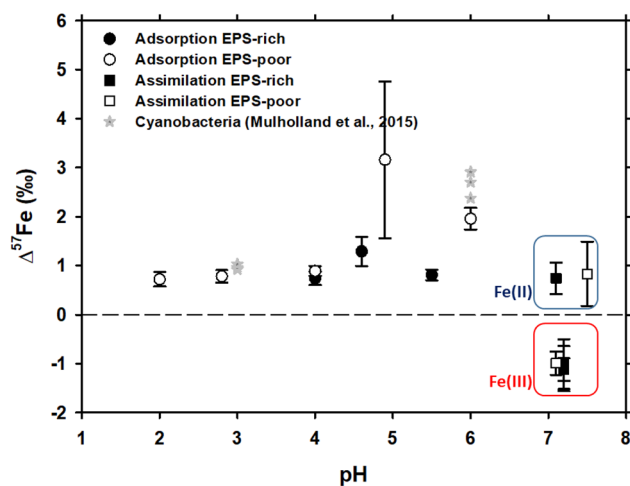 Adsorption EPS-rich
Adsorption EPS-poor
Assimilation EPS-rich
Assimilation EPS-poor
Cyanobacteria (Mulholland et al., 2015)
Δ⁵⁷Fe (‰)
6
5
4
3
2
1
0
-1
-2
Fe(II)
Fe(III)
1 2 3 4 5 6 7 8
pH